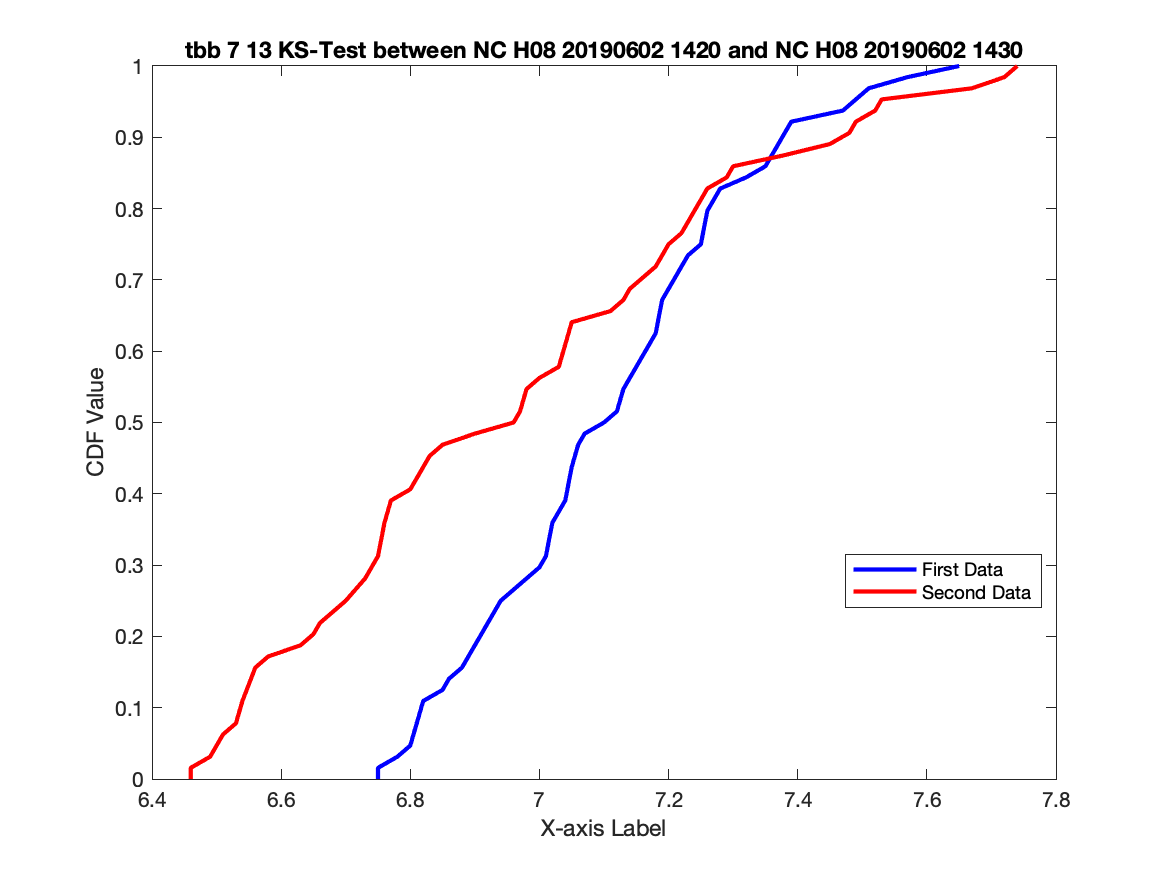 tbb 7 13 KS-Test between NC H08 20190602 1420 and NC H08 20190602 1430
1
0.9
0.8
0.7
0.6
0.5
0.4
0.3
0.2
0.1
0
CDF Value
First Data
Second Data
6.4 6.6 6.8 7 7.2 7.4 7.6 7.8
X-axis Label